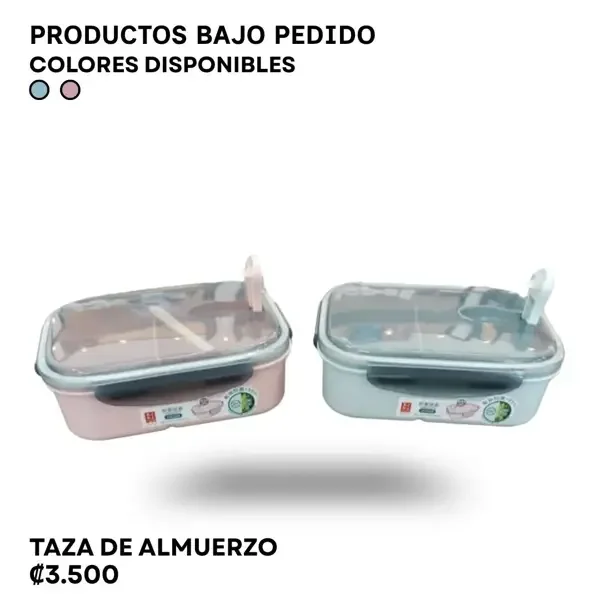 PRODUCTOS BAJO PEDIDO
COLORES DISPONIBLES
TAZA DE ALMUERZO
₡3.500